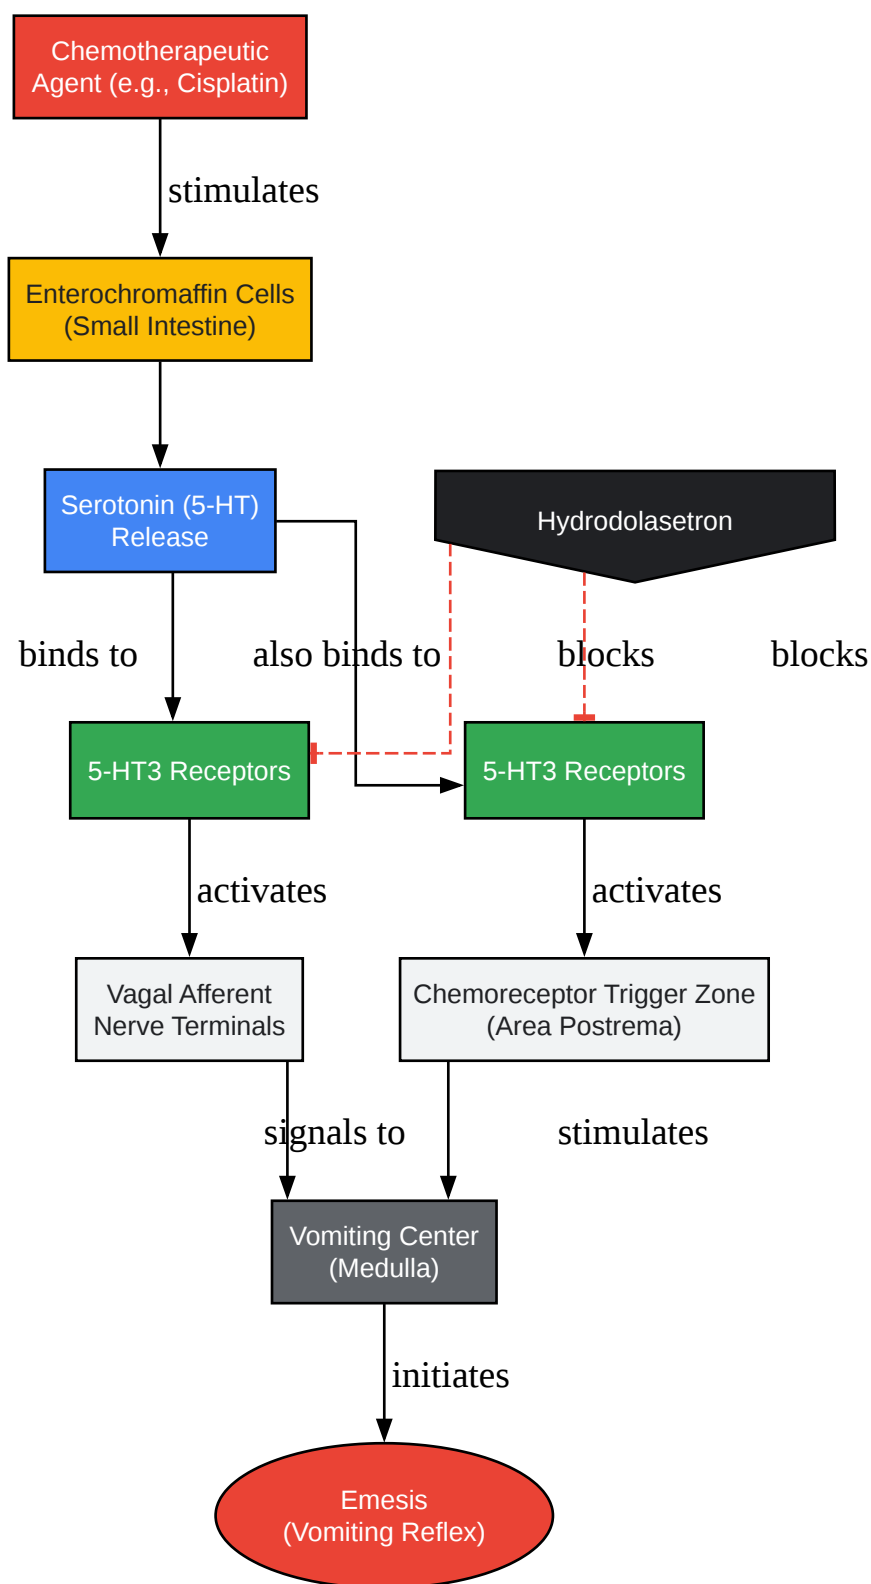 Chemotherapeutic
Agent (e.g., Cisplatin)
stimulates
Enterochromaffin Cells
(Small Intestine)
Serotonin (5-HT)
Release
Hydrodolasetron
binds to
also binds to
blocks
blocks
5-HT3 Receptors
5-HT3 Receptors
activates
activates
Vagal Afferent
Nerve Terminals
Chemoreceptor Trigger Zone
(Area Postrema)
signals to
stimulates
Vomiting Center
(Medulla)
initiates
Emesis
(Vomiting Reflex)